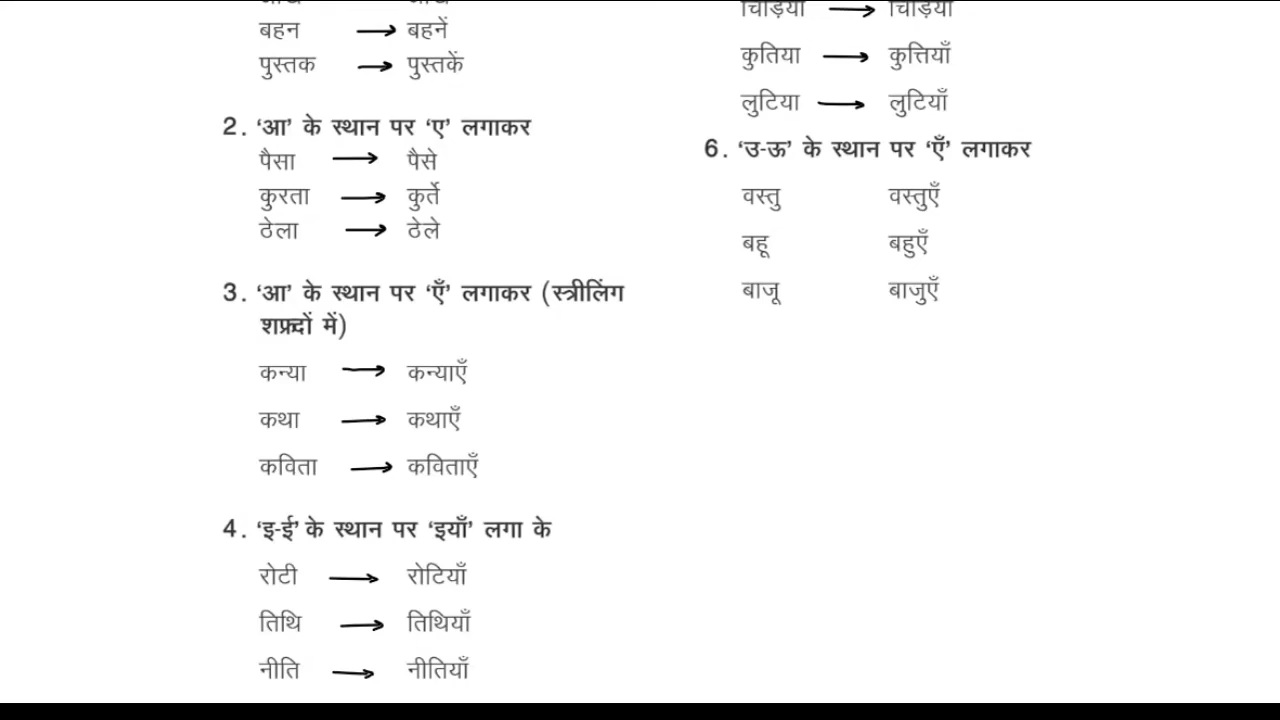 बहन → बहनें
पुस्तक → पुस्तकें
2. ‘आ’ के स्थान पर ‘ए’ लगाकर
पैसा → पैसे
कुरता → कुर्ते
ठेला → ठेले
3. ‘आ’ के स्थान पर ‘एँ’ लगाकर (स्त्रीलिंग
शफ्र्दों में)
कन्या → कन्याएँ
कथा → कथाएँ
कविता → कविताएँ
4. ‘इ-ई’ के स्थान पर ‘इयाँ’ लगा के
रोटी → रोटियाँ
तिथि → तिथियाँ
नीति → नीतियाँ
चिड़िया → चिड़ियाँ
कुतिया → कुत्तियाँ
लुटिया → लुटियाँ
6. ‘उ-ऊ’ के स्थान पर ‘एँ’ लगाकर
वस्तु वस्तुएँ
बहू बहुएँ
बाजू बाजुएँ